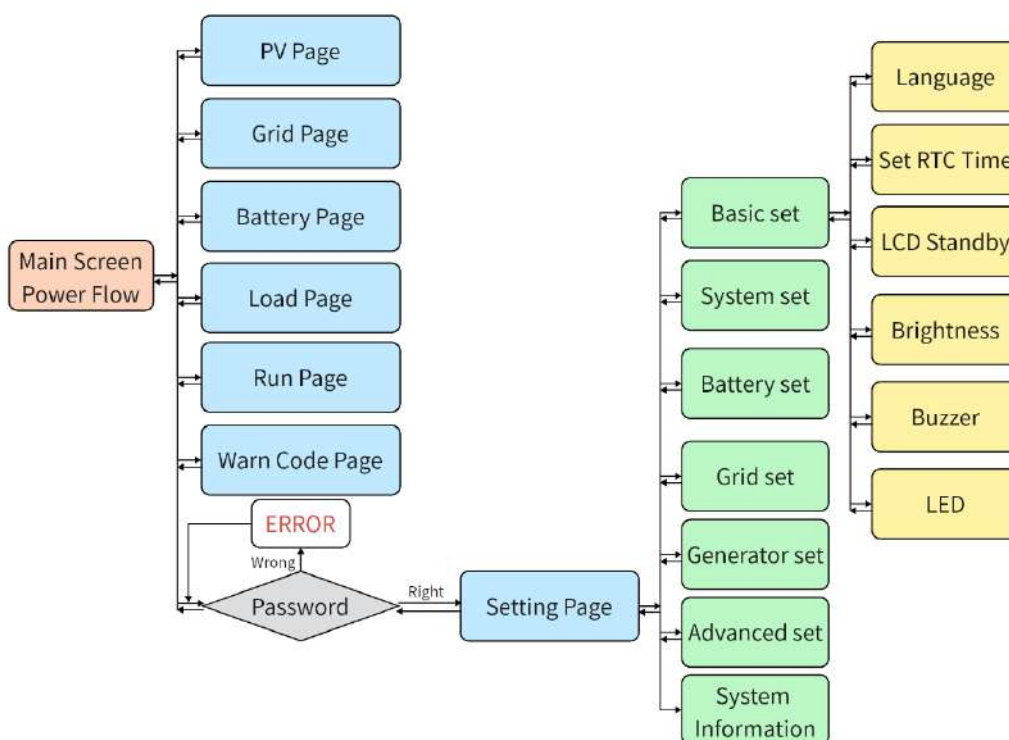 Main Screen
Power Flow
PV Page
Grid Page
Battery Page
Load Page
Run Page
Warn Code Page
ERROR
Wrong
Password
Right
Setting Page
Basic set
System set
Battery set
Grid set
Generator set
Advanced set
System
Information
Language
Set RTC Time
LCD Standby
Brightness
Buzzer
LED